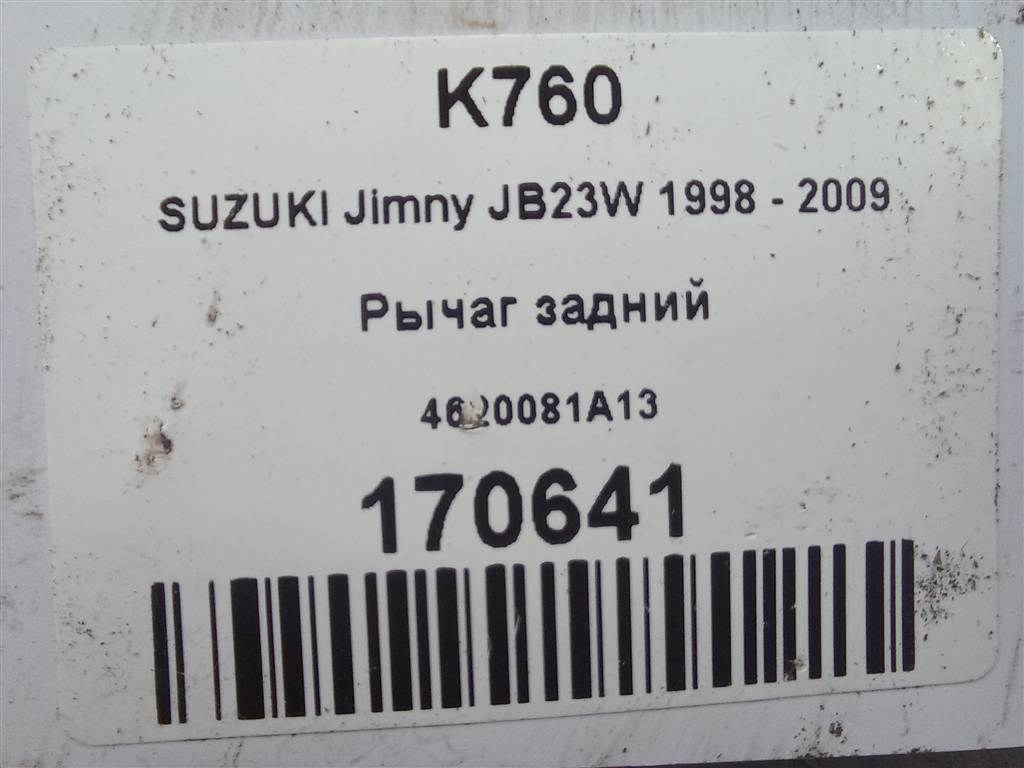 K760
SUZUKI Jimny JB23W 1998 - 2009
Рычаг задний
4620081A13
170641